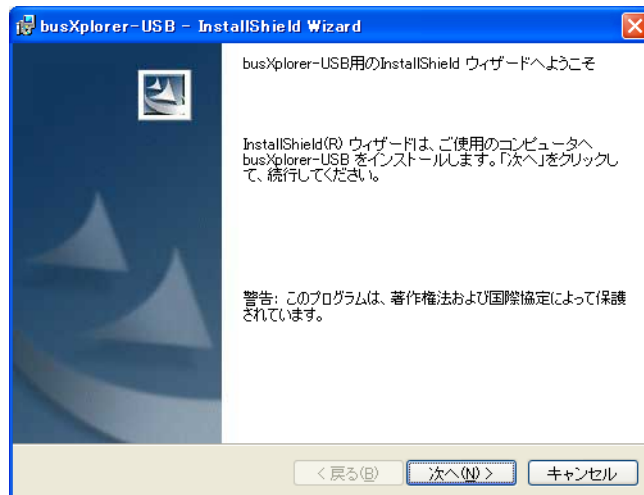 busXplorer-USB - InstallShield Wizard
busXplorer-USB用のInstallShield ウィザードへようこそ
InstallShield(R) ウィザードは、ご使用のコンピュータへ
busXplorer-USB をインストールします。「次へ」をクリックし
て、続行してください。
警告: このプログラムは、著作権法および国際協定によって保護
されています。
< 戻る(B)
次へ(N) >
キャンセル